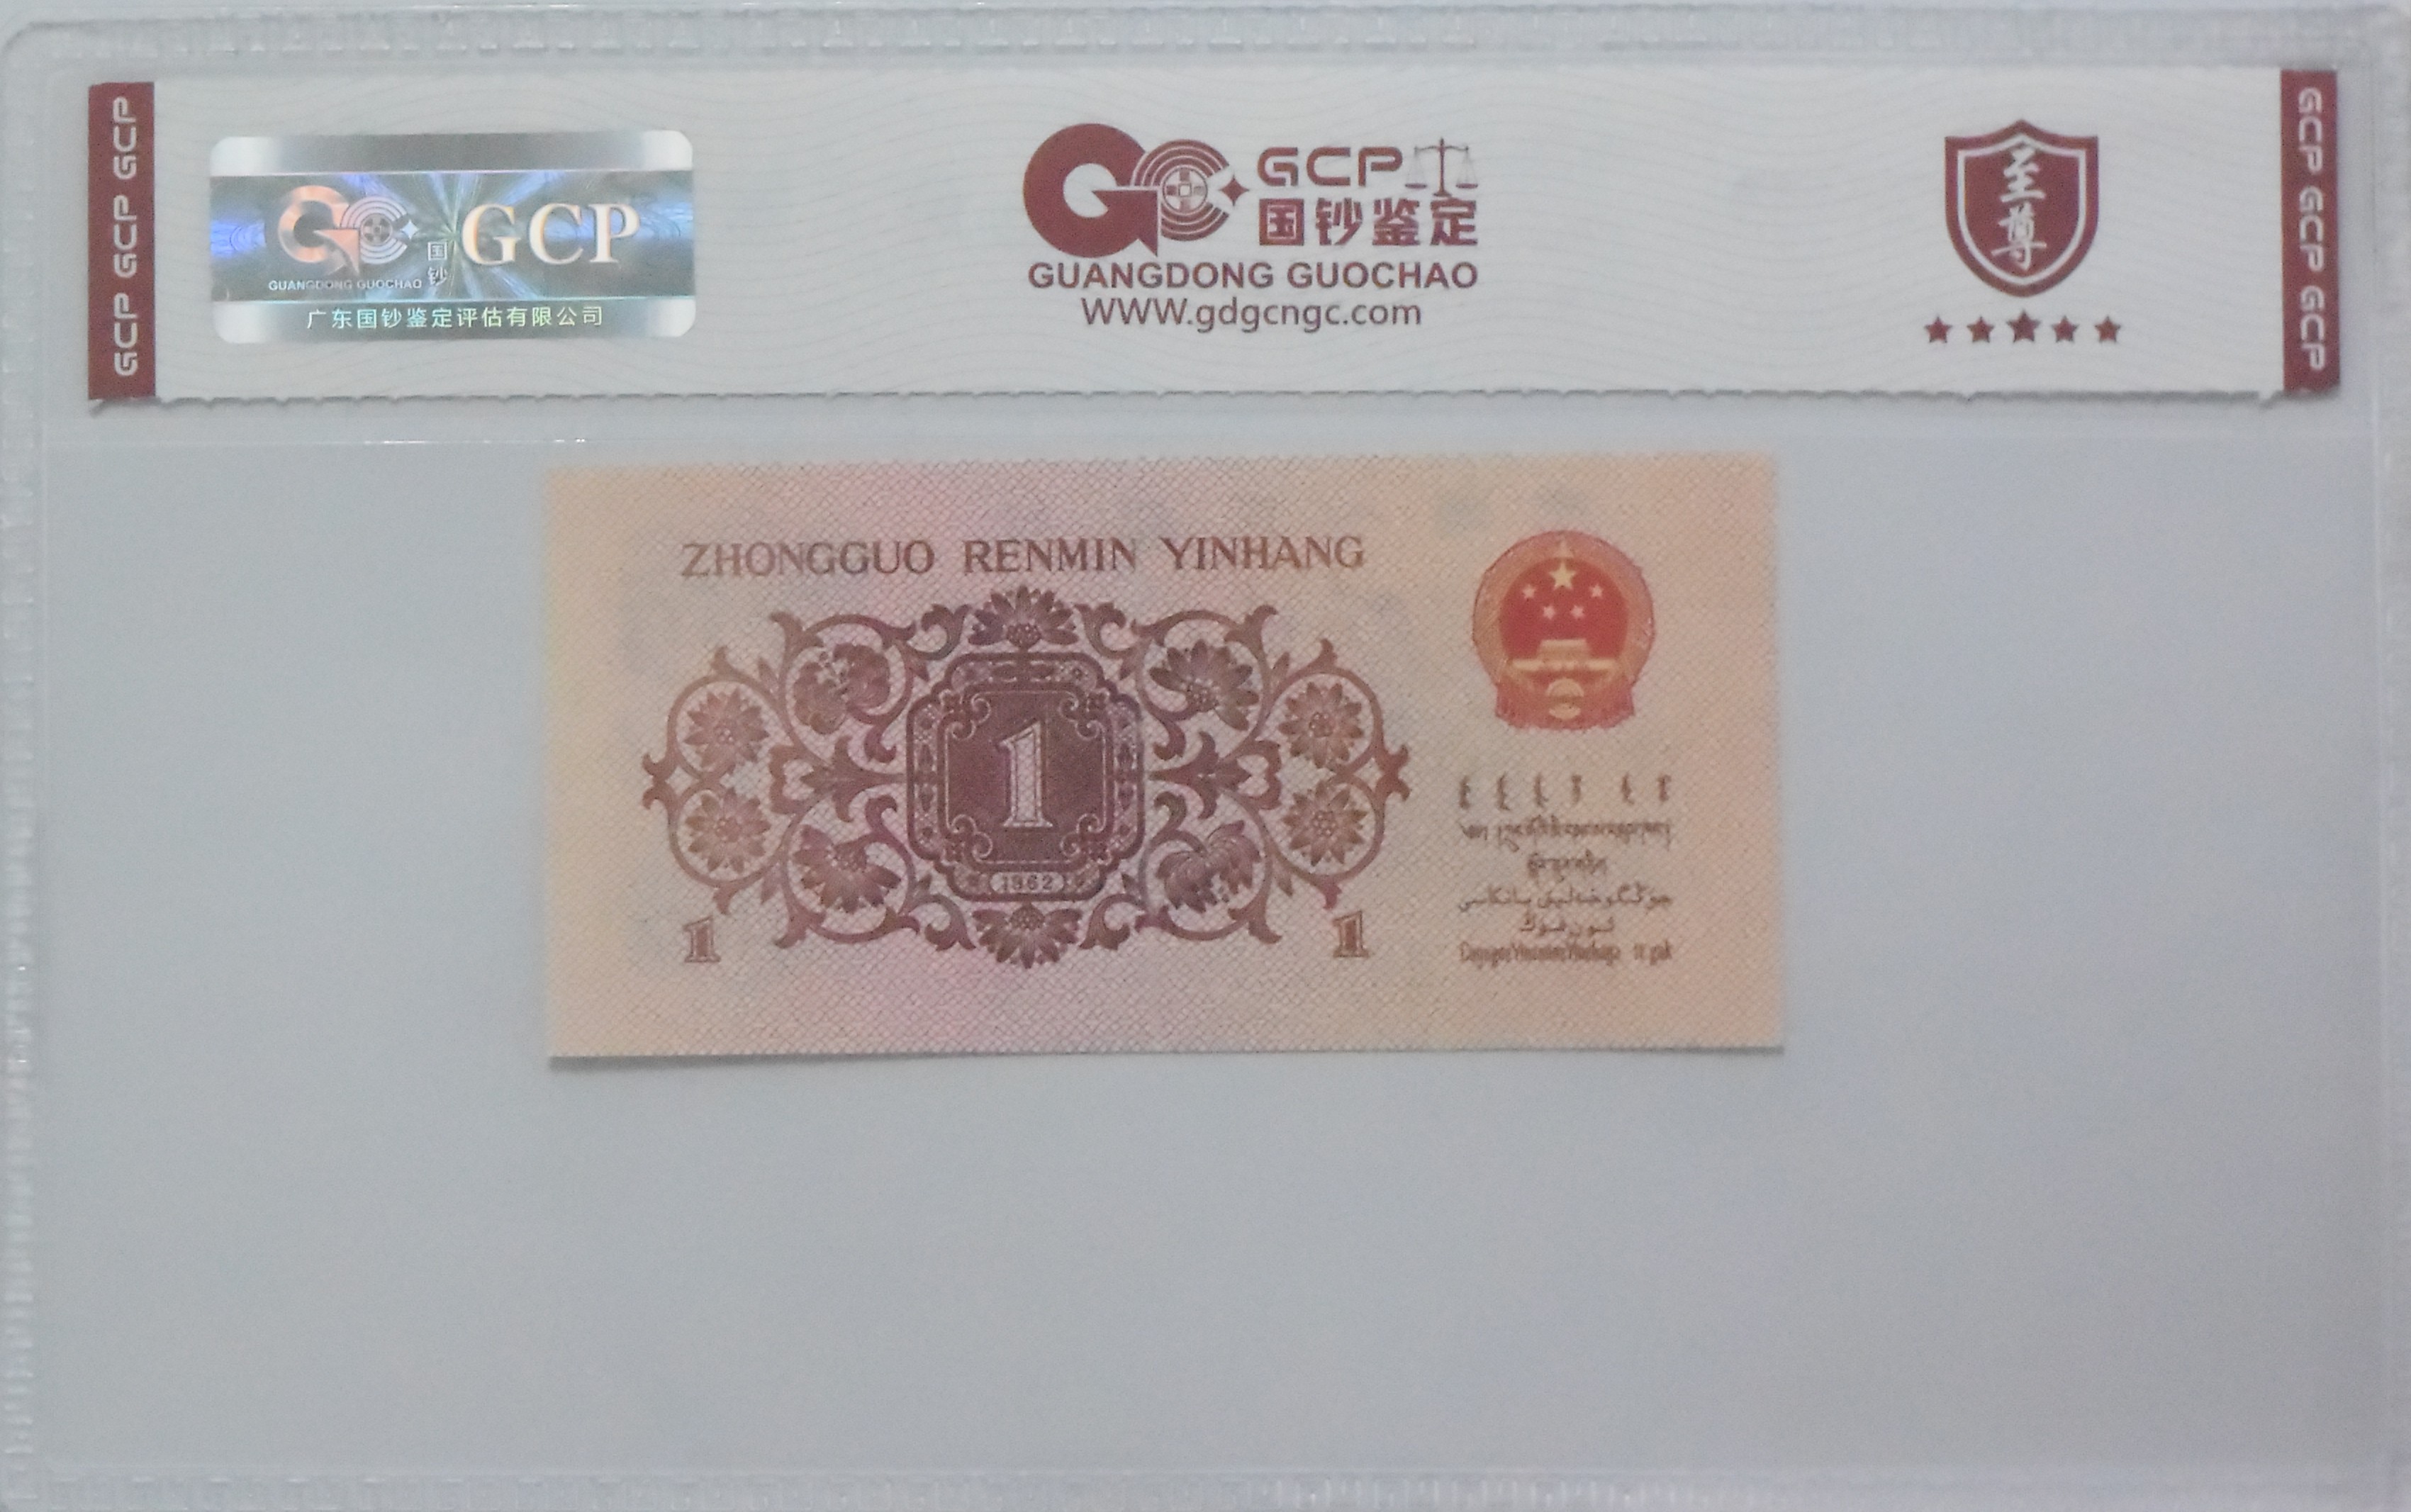 GCP GCP GCP
GUANGDONG GUOCHAO
国钞
GCP
广东国钞鉴定评估有限公司
GCP
国钞鉴定
GUANGDONG GUOCHAO
WWW.gdgcngc.com
至尊
GCP GCP GCP
ZHONGGUO RENMIN YINHANG
1
1962
1
1